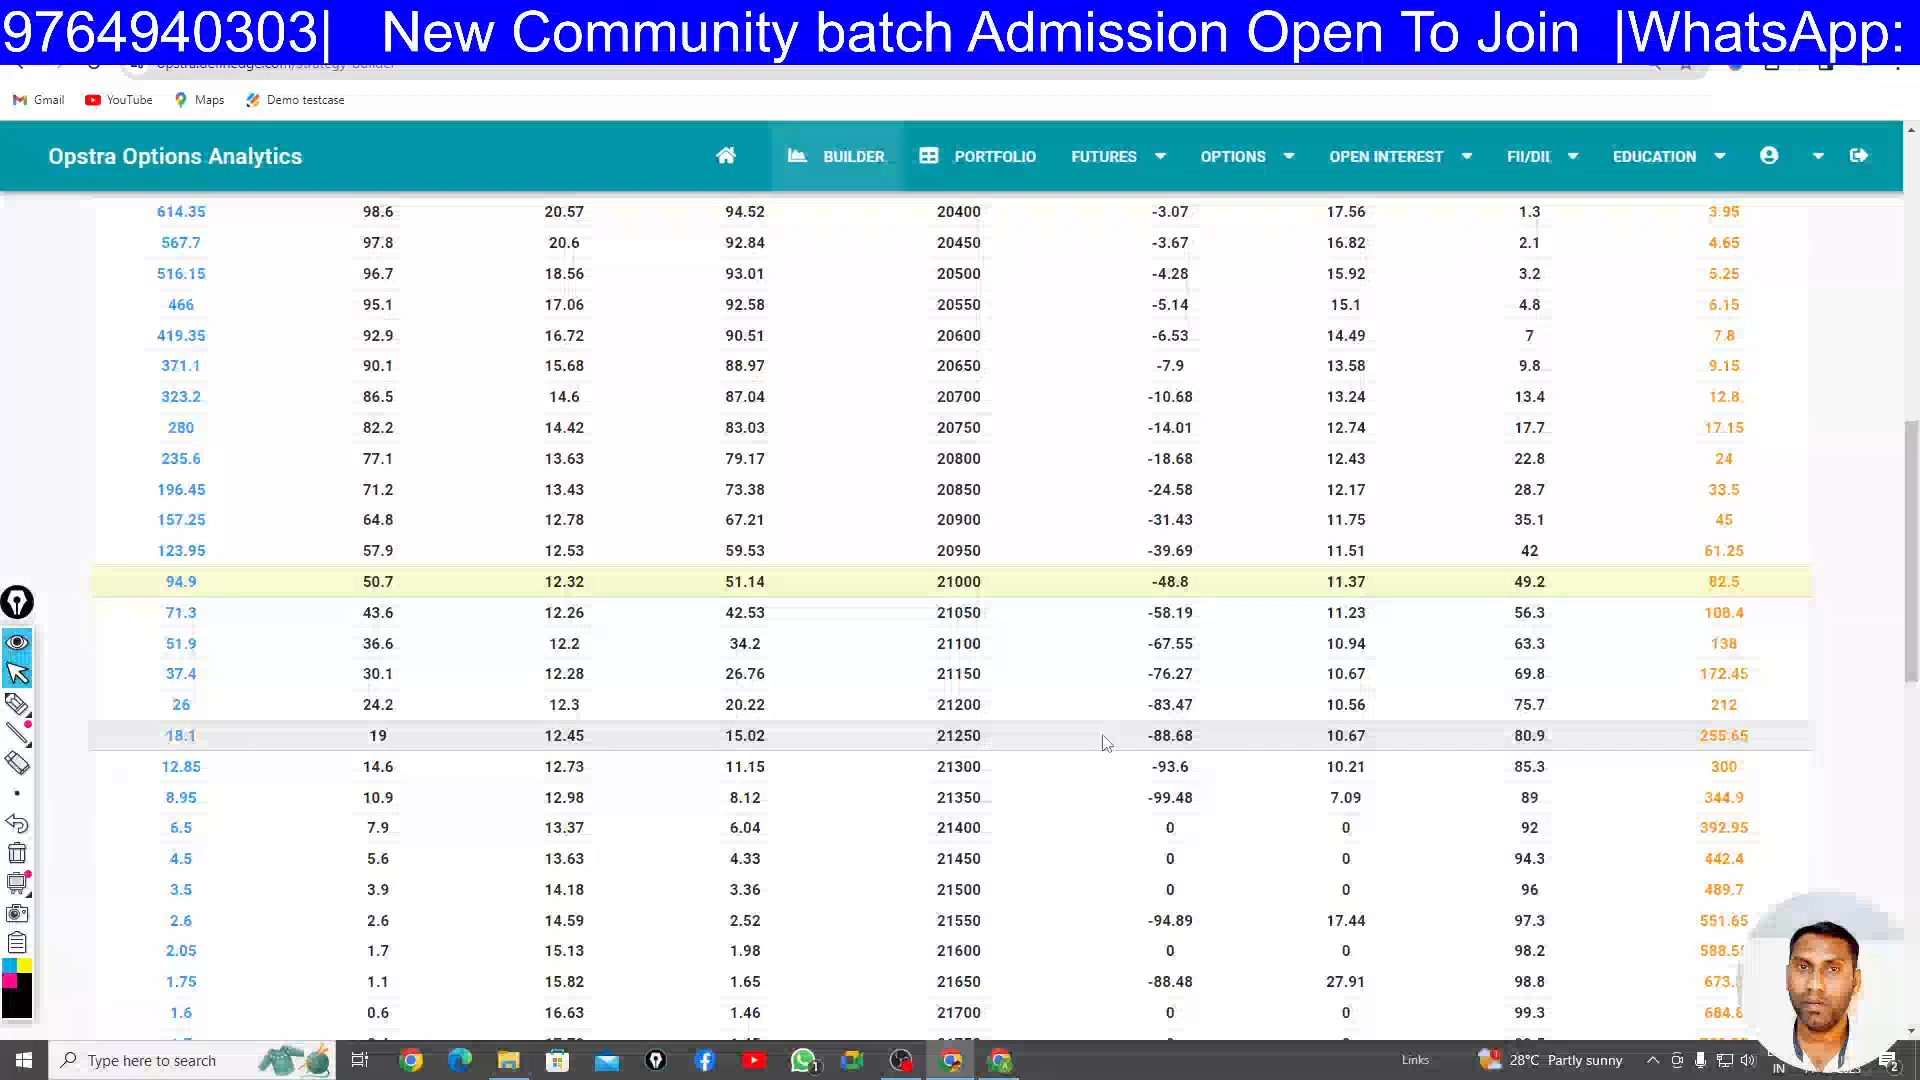 9764940303|   New Community batch Admission Open To Join  |WhatsApp:
opstra.definedge.com/strategy-builder
Gmail YouTube Maps Demo testcase
Opstra Options Analytics BUILDER PORTFOLIO FUTURES OPTIONS OPEN INTEREST FII/DII EDUCATION
614.35 98.6 20.57 94.52 20400 -3.07 17.56 1.3 3.95
567.7 97.8 20.6 92.84 20450 -3.67 16.82 2.1 4.65
516.15 96.7 18.56 93.01 20500 -4.28 15.92 3.2 5.25
466 95.1 17.06 92.58 20550 -5.14 15.1 4.8 6.15
419.35 92.9 16.72 90.51 20600 -6.53 14.49 7 7.8
371.1 90.1 15.68 88.97 20650 -7.9 13.58 9.8 9.15
323.2 86.5 14.6 87.04 20700 -10.68 13.24 13.4 12.8
280 82.2 14.42 83.03 20750 -14.01 12.74 17.7 17.15
235.6 77.1 13.63 79.17 20800 -18.68 12.43 22.8 24
196.45 71.2 13.43 73.38 20850 -24.58 12.17 28.7 33.5
157.25 64.8 12.78 67.21 20900 -31.43 11.75 35.1 45
123.95 57.9 12.53 59.53 20950 -39.69 11.51 42 61.25
94.9 50.7 12.32 51.14 21000 -48.8 11.37 49.2 82.5
71.3 43.6 12.26 42.53 21050 -58.19 11.23 56.3 108.4
51.9 36.6 12.2 34.2 21100 -67.55 10.94 63.3 138
37.4 30.1 12.28 26.76 21150 -76.27 10.67 69.8 172.45
26 24.2 12.3 20.22 21200 -83.47 10.56 75.7 212
18.1 19 12.45 15.02 21250 -88.68 10.67 80.9 255.65
12.85 14.6 12.73 11.15 21300 -93.6 10.21 85.3 300
8.95 10.9 12.98 8.12 21350 -99.48 7.09 89 344.9
6.5 7.9 13.37 6.04 21400 0 0 92 392.95
4.5 5.6 13.63 4.33 21450 0 0 94.3 442.4
3.5 3.9 14.18 3.36 21500 0 0 96 489.7
2.6 2.6 14.59 2.52 21550 -94.89 17.44 97.3 551.65
2.05 1.7 15.13 1.98 21600 0 0 98.2
1.75 1.1 15.82 1.65 21650 -88.48 27.91 98.8
1.6 0.6 16.63 1.46 21700 0 0 99.3
Type here to search 1 Links 28°C Partly sunny IN 2